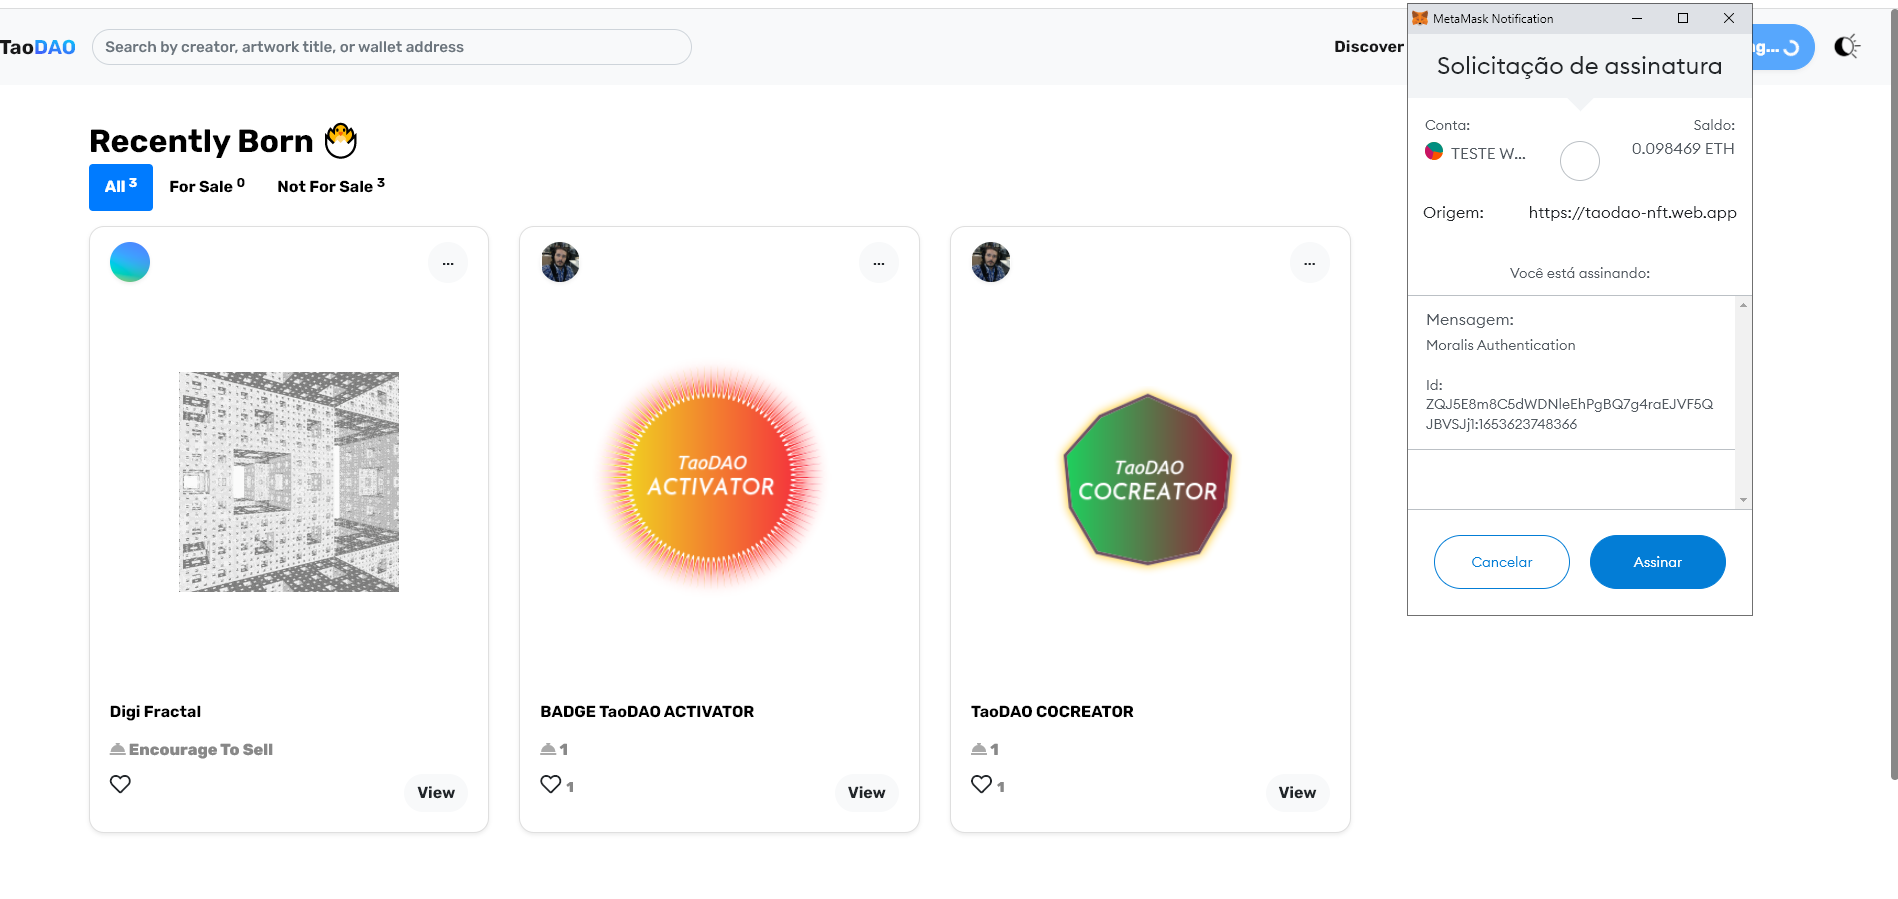 TaoDAO
Search by creator, artwork title, or wallet address
Discover
g...
Recently Born
All 3
For Sale 0
Not For Sale 3
...
...
...
TaoDAO
ACTIVATOR
TaoDAO
COCREATOR
Digi Fractal
BADGE TaoDAO ACTIVATOR
TaoDAO COCREATOR
Encourage To Sell
1
1
1
1
View
View
View
MetaMask Notification
Solicitação de assinatura
Conta:
Saldo:
TESTE W...
0.098469 ETH
Origem:
https://taodao-nft.web.app
Você está assinando:
Mensagem:
Moralis Authentication
Id:
ZQJ5E8m8C5dWDNleEhPgBQ7g4raEJVF5Q
JBVSJj1:1653623748366
Cancelar
Assinar